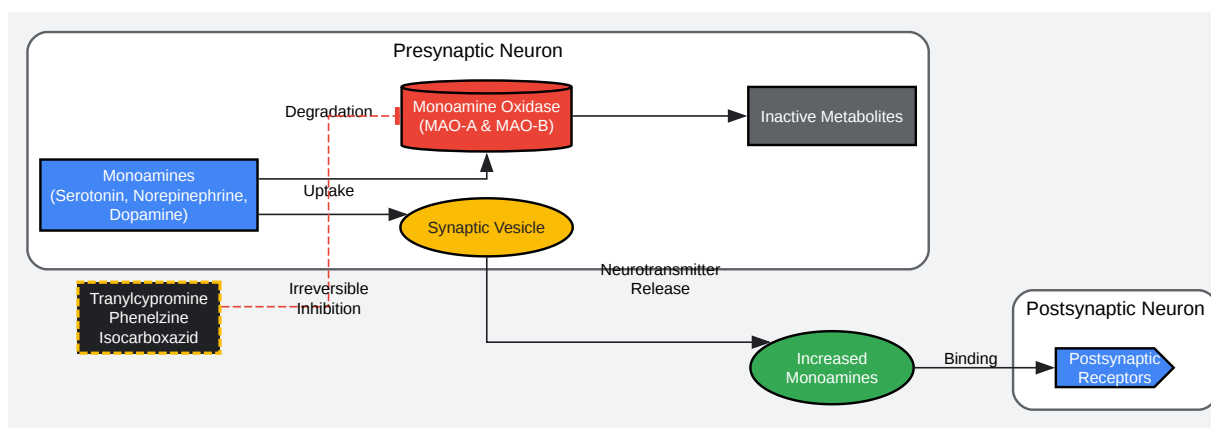 Presynaptic Neuron
Degradation
Monoamine Oxidase
(MAO-A & MAO-B)
Inactive Metabolites
Monoamines
(Serotonin, Norepinephrine,
Dopamine)
Uptake
Synaptic Vesicle
Neurotransmitter
Release
Irreversible
Inhibition
Tranylcypromine
Phenelzine
Isocarboxazid
Postsynaptic Neuron
Increased
Monoamines
Binding
Postsynaptic
Receptors